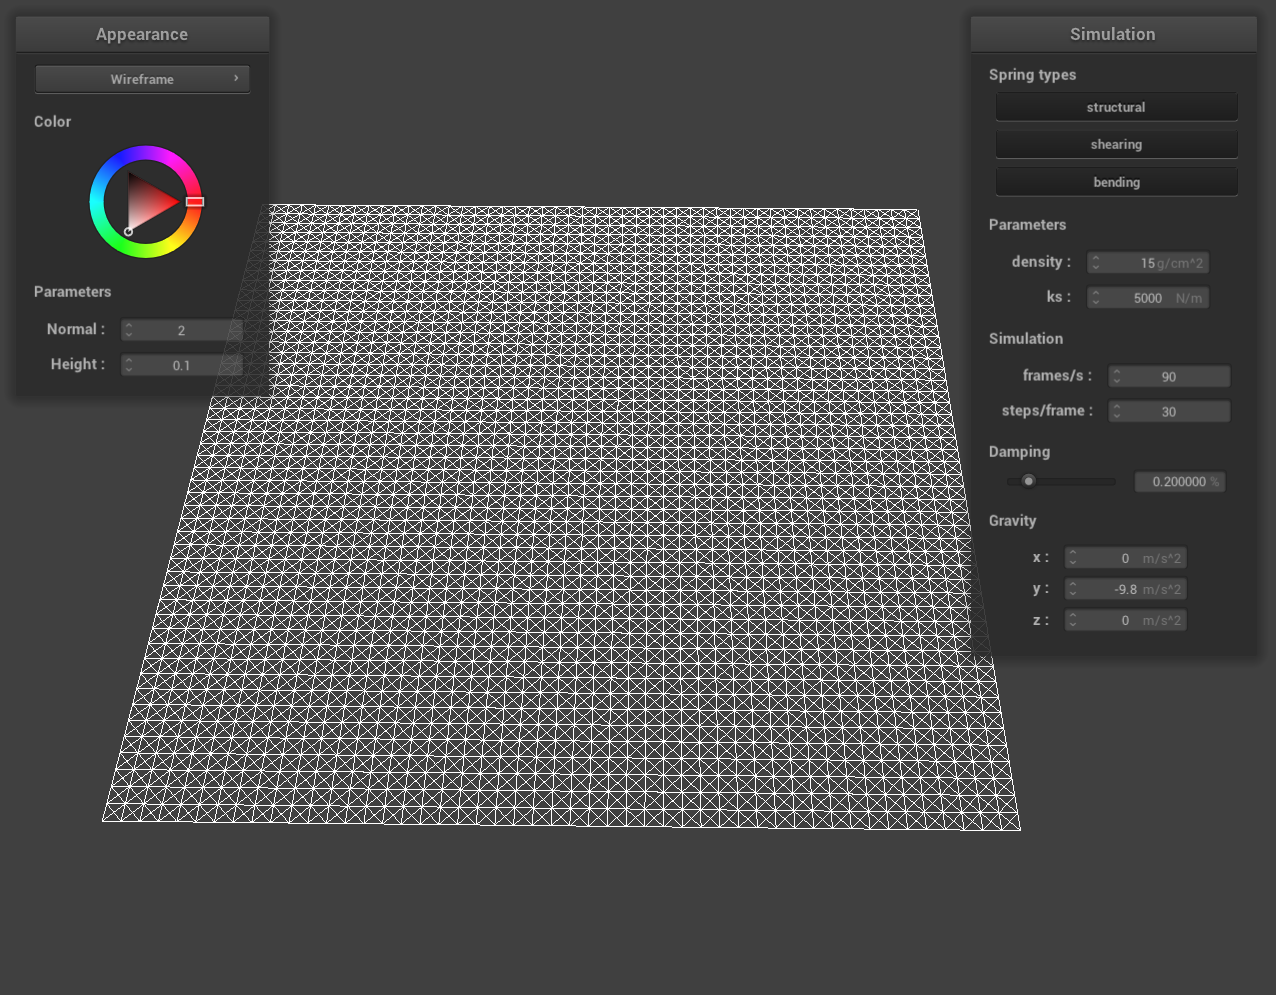 Appearance
Wireframe
Color
Parameters
Normal : 2
Height : 0.1
Simulation
Spring types
structural
shearing
bending
Parameters
density : 15 g/cm^2
ks : 5000 N/m
Simulation
frames/s : 90
steps/frame : 30
Damping
0.200000 %
Gravity
x : 0 m/s^2
y : -9.8 m/s^2
z : 0 m/s^2